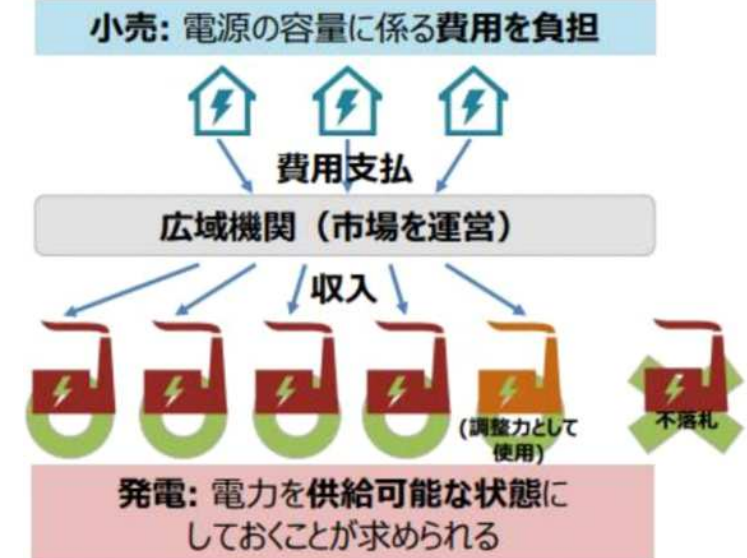 小売: 電源の容量に係る費用を負担
費用支払
広域機関（市場を運営）
収入
(調整力として
使用)
不落札
発電: 電力を供給可能な状態に
しておくことが求められる